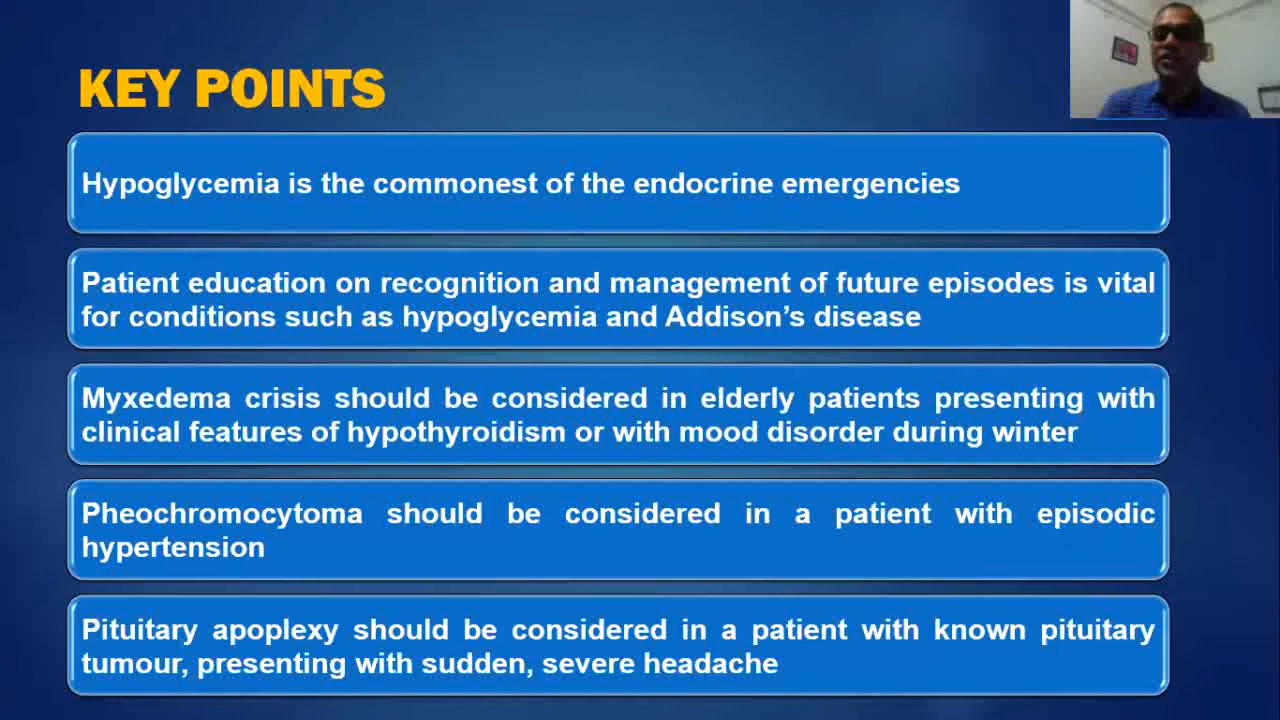 KEY POINTS
Hypoglycemia is the commonest of the endocrine emergencies
Patient education on recognition and management of future episodes is vital
for conditions such as hypoglycemia and Addison’s disease
Myxedema crisis should be considered in elderly patients presenting with
clinical features of hypothyroidism or with mood disorder during winter
Pheochromocytoma should be considered in a patient with episodic
hypertension
Pituitary apoplexy should be considered in a patient with known pituitary
tumour, presenting with sudden, severe headache